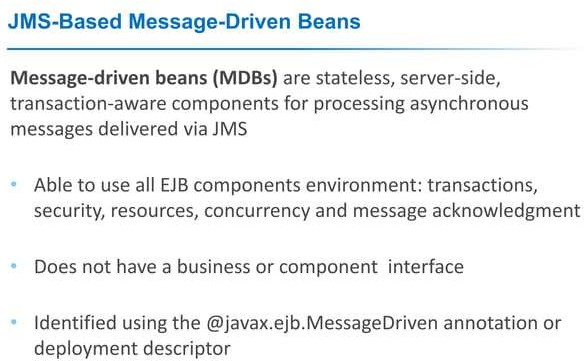 JMS-Based Message-Driven Beans
Message-driven beans (MDBs) are stateless, server-side,
transaction-aware components for processing asynchronous
messages delivered via JMS
• Able to use all EJB components environment: transactions,
security, resources, concurrency and message acknowledgment
• Does not have a business or component interface
• Identified using the @javax.ejb.MessageDriven annotation or
deployment descriptor